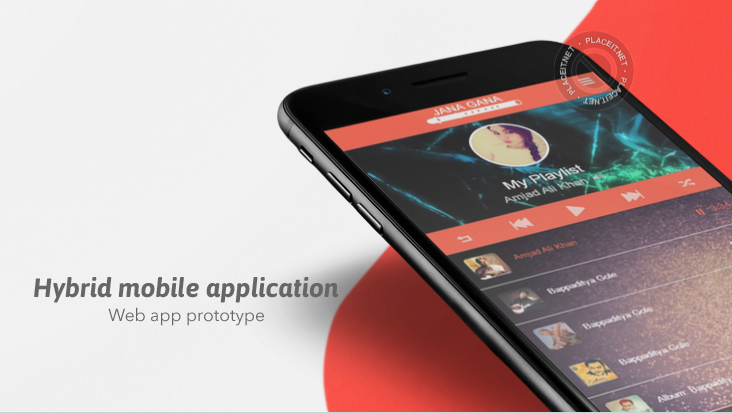 PLACEIT.NET · PLACEIT.NET · PLACEIT.NET
JANA GANA
My Playlist
Amjad Ali Khan
Amjad Ali Khan
Bappaditya Gole
Bappaditya Gole
Bappaditya Gole
Album: Bappaditya
Hybrid mobile application
Web app prototype